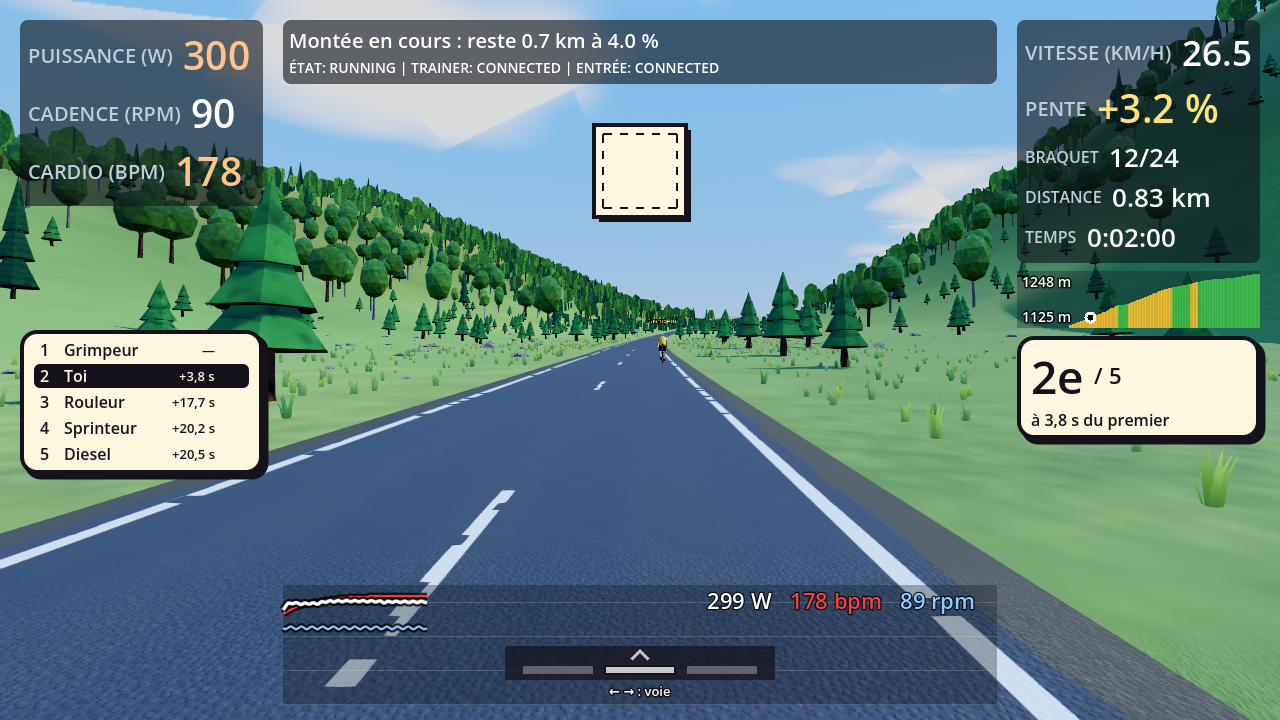 PUISSANCE (W) 300
CADENCE (RPM) 90
CARDIO (BPM) 178
Montée en cours : reste 0.7 km à 4.0 %
ÉTAT: RUNNING | TRAINER: CONNECTED | ENTRÉE: CONNECTED
VITESSE (KM/H) 26.5
PENTE +3.2 %
BRAQUET 12/24
DISTANCE 0.83 km
TEMPS 0:02:00
1248 m
1125 m
1 Grimpeur —
2 Toi +3,8 s
3 Rouleur +17,7 s
4 Sprinteur +20,2 s
5 Diesel +20,5 s
2e / 5
à 3,8 s du premier
299 W 178 bpm 89 rpm
← → : voie